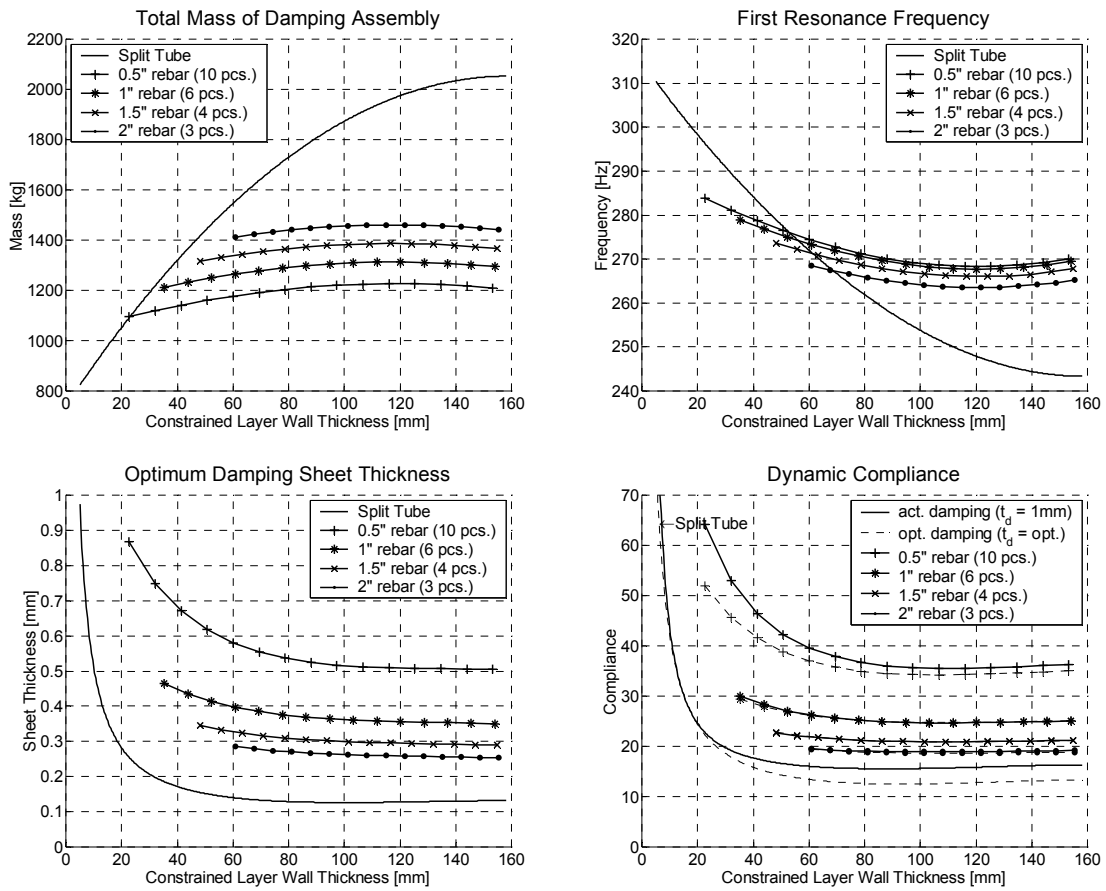 Total Mass of Damping Assembly
2200
2000
1800
1600
1400
1200
1000
800
Mass [kg]
Split Tube
0.5" rebar (10 pcs.)
1" rebar (6 pcs.)
1.5" rebar (4 pcs.)
2" rebar (3 pcs.)
0 20 40 60 80 100 120 140 160
Constrained Layer Wall Thickness [mm]
First Resonance Frequency
320
310
300
290
280
270
260
250
240
Frequency [Hz]
Split Tube
0.5" rebar (10 pcs.)
1" rebar (6 pcs.)
1.5" rebar (4 pcs.)
2" rebar (3 pcs.)
0 20 40 60 80 100 120 140 160
Constrained Layer Wall Thickness [mm]
Optimum Damping Sheet Thickness
1
0.9
0.8
0.7
0.6
0.5
0.4
0.3
0.2
0.1
0
Sheet Thickness [mm]
Split Tube
0.5" rebar (10 pcs.)
1" rebar (6 pcs.)
1.5" rebar (4 pcs.)
2" rebar (3 pcs.)
0 20 40 60 80 100 120 140 160
Constrained Layer Wall Thickness [mm]
Dynamic Compliance
70
60
50
40
30
20
10
0
Compliance
Split Tube
act. damping (t_d = 1mm)
opt. damping (t_d = opt.)
0.5" rebar (10 pcs.)
1" rebar (6 pcs.)
1.5" rebar (4 pcs.)
2" rebar (3 pcs.)
0 20 40 60 80 100 120 140 160
Constrained Layer Wall Thickness [mm]